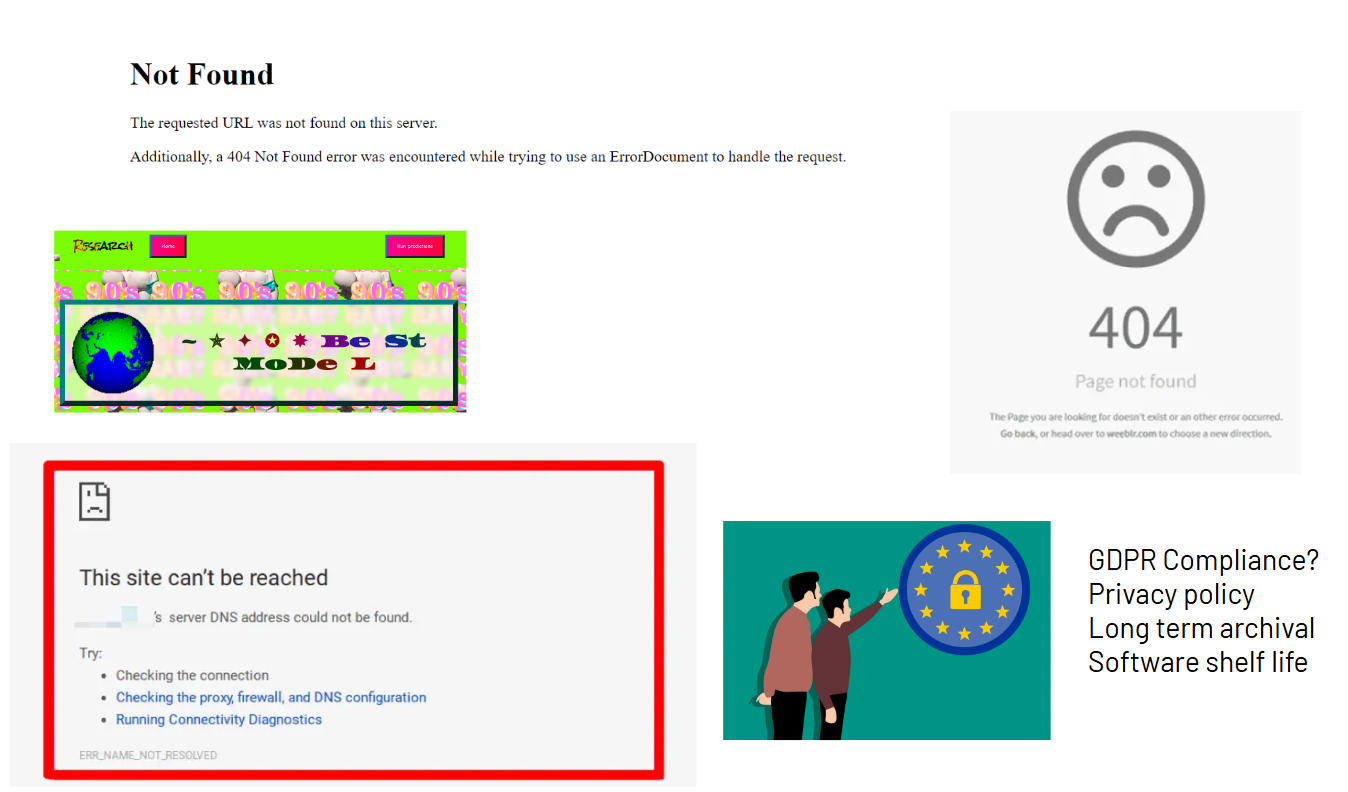 Not Found
The requested URL was not found on this server.
Additionally, a 404 Not Found error was encountered while trying to use an ErrorDocument to handle the request.
404
Page not found
The Page you are looking for doesn't exist or an other error occurred.
Go back, or head over to weeblr.com to choose a new direction.
RESEARCH Home Run predictions
90's 90's 90's 90's 90's
~ ★ ✦ ✪ ✸ Be St
MoDe L
This site can't be reached
's server DNS address could not be found.
Try:
• Checking the connection
• Checking the proxy, firewall, and DNS configuration
• Running Connectivity Diagnostics
ERR_NAME_NOT_RESOLVED
GDPR Compliance?
Privacy policy
Long term archival
Software shelf life